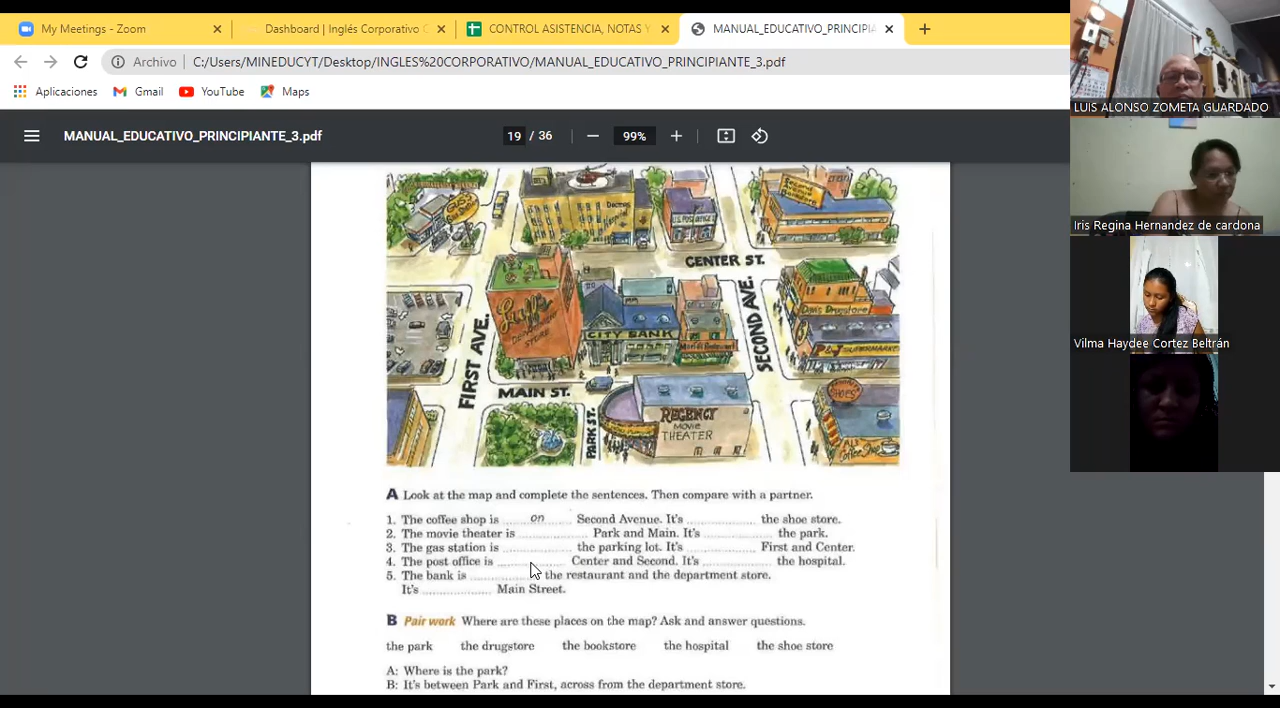 My Meetings - Zoom
Dashboard | Inglés Corporativo
CONTROL ASISTENCIA, NOTAS Y
MANUAL_EDUCATIVO_PRINCIPIA
Archivo | C:/Users/MINEDUCYT/Desktop/INGLES%20CORPORATIVO/MANUAL_EDUCATIVO_PRINCIPIANTE_3.pdf
Aplicaciones Gmail YouTube Maps
MANUAL_EDUCATIVO_PRINCIPIANTE_3.pdf
19 / 36
99%
CENTER ST.
FIRST AVE.
CITY BANK
SECOND AVE.
Davis Drugstore
MAIN ST.
PARK ST.
REGENCY
MOVIE
THEATER
A Look at the map and complete the sentences. Then compare with a partner.
1. The coffee shop is on Second Avenue. It's ............ the shoe store.
2. The movie theater is ............ Park and Main. It's ............ the park.
3. The gas station is ............ the parking lot. It's ............ First and Center.
4. The post office is ............ Center and Second. It's ............ the hospital.
5. The bank is ............ the restaurant and the department store.
It's ............ Main Street.
B Pair work Where are these places on the map? Ask and answer questions.
the park the drugstore the bookstore the hospital the shoe store
A: Where is the park?
B: It's between Park and First, across from the department store.
LUIS ALONSO ZOMETA GUARDADO
Iris Regina Hernandez de cardona
Vilma Haydee Cortez Beltrán